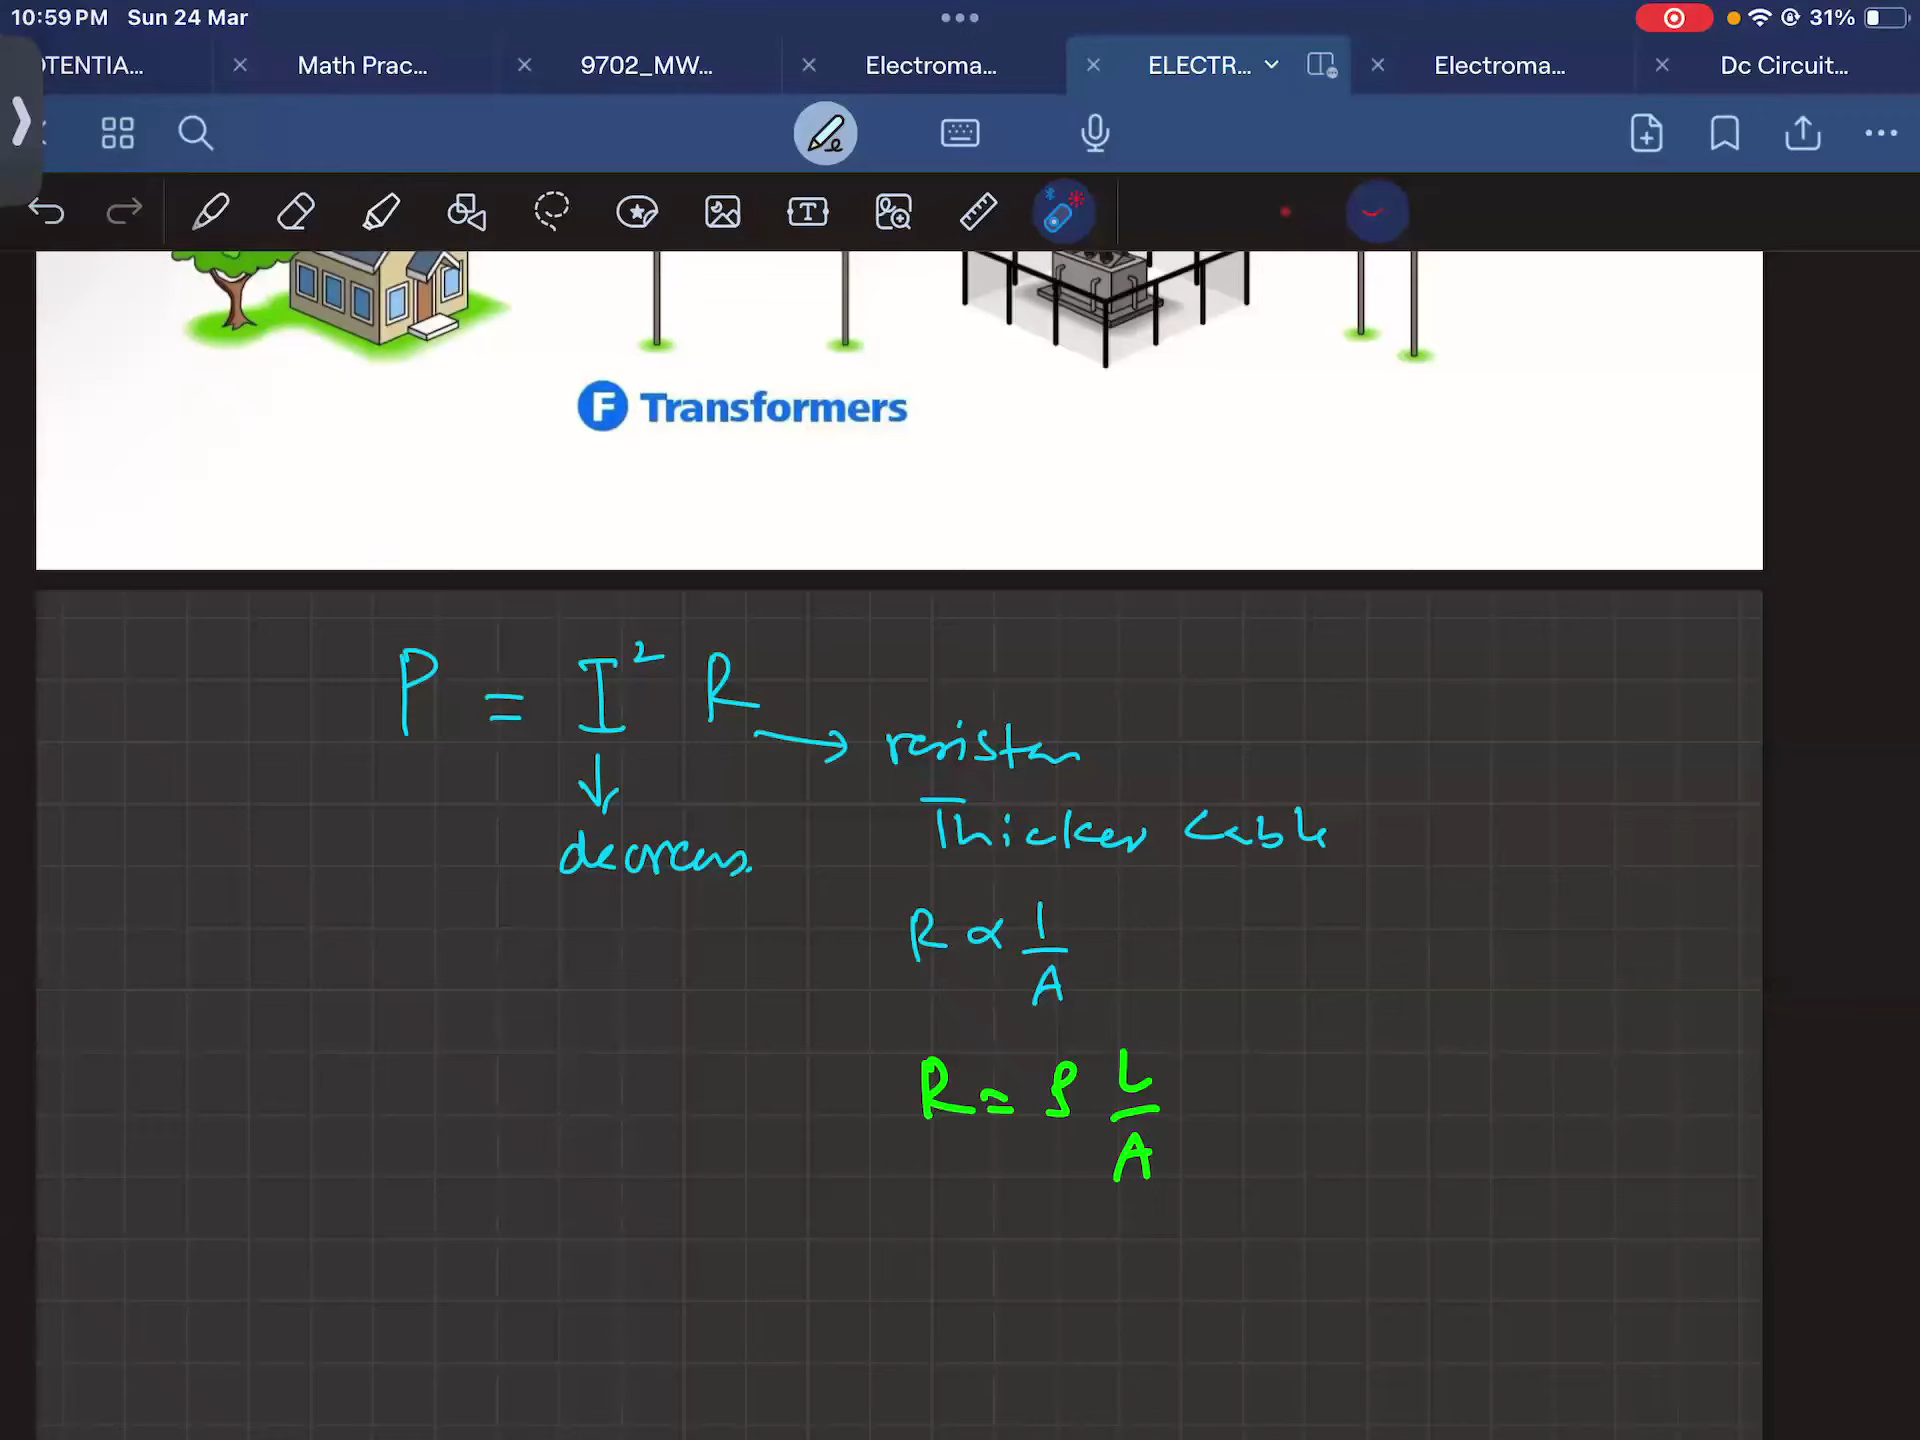 10:59 PM Sun 24 Mar 31%
OTENTIA... Math Prac... 9702_MW... Electroma... ELECTR... Electroma... Dc Circuit...
F Transformers
P = I² R
→ resistan
↓ Thicker cable
decreas.
R ∝ 1/A
R = ρ L/A